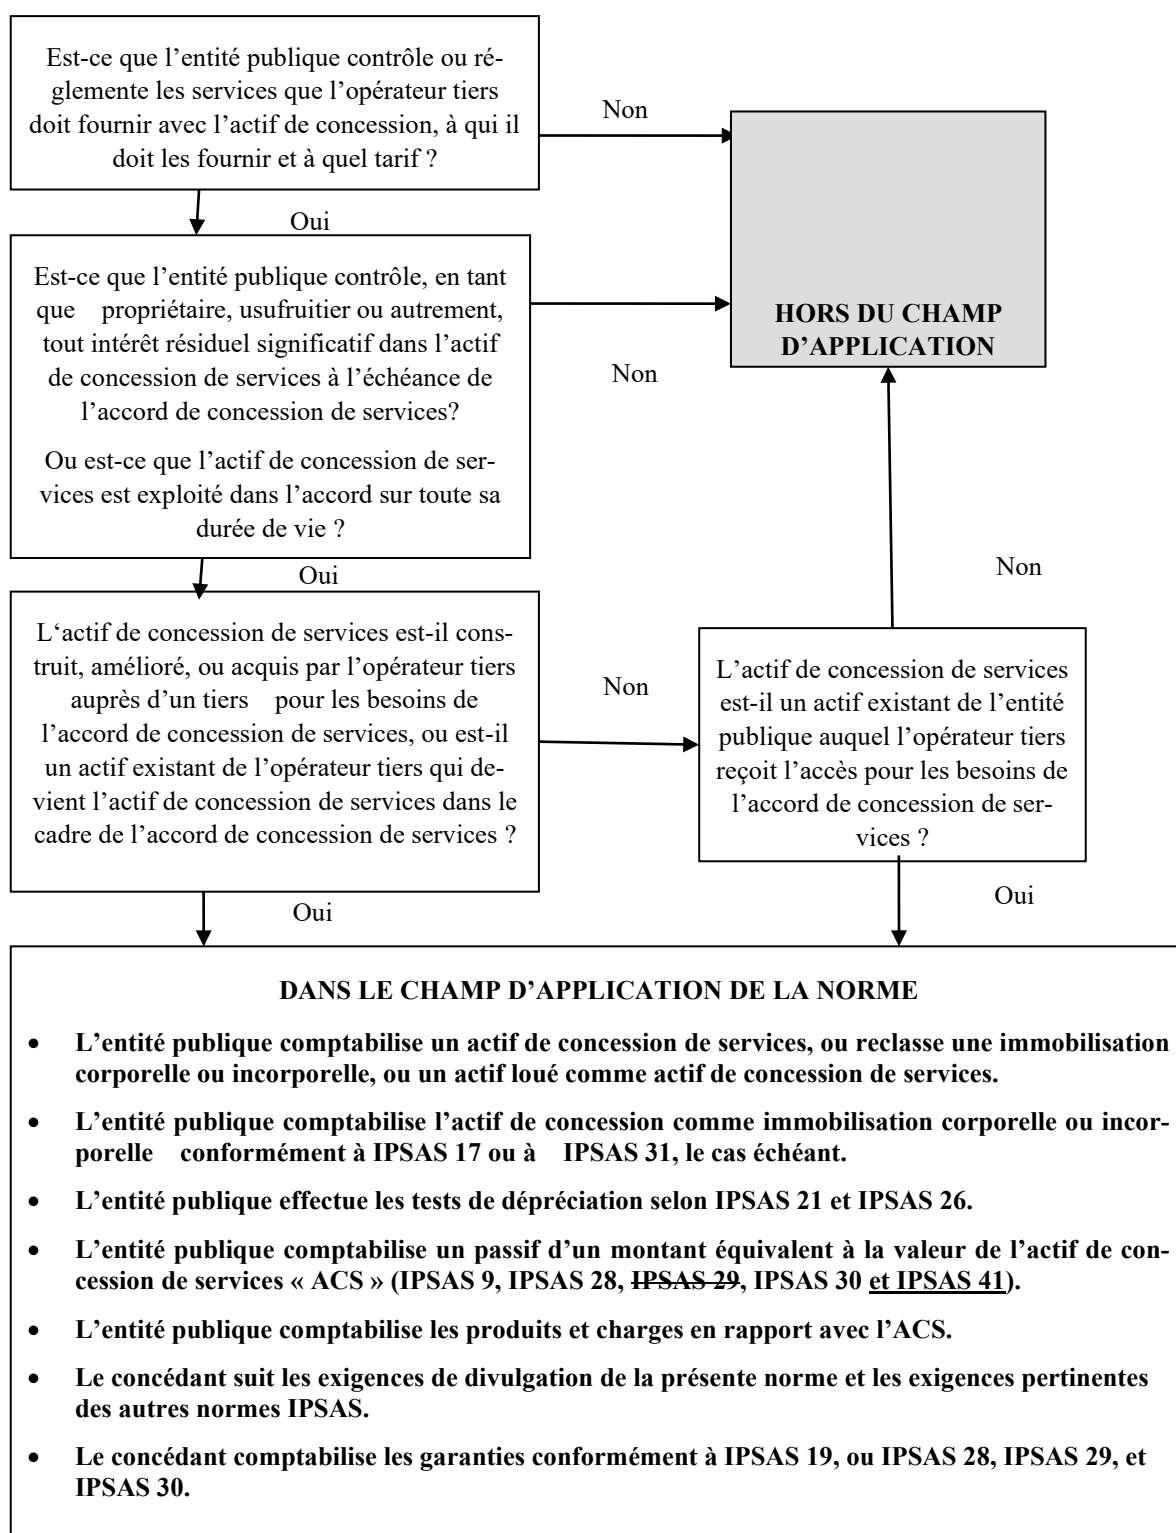 Est-ce que l’entité publique contrôle ou ré-
glemente les services que l’opérateur tiers
doit fournir avec l’actif de concession, à qui il
doit les fournir et à quel tarif ?
Non
Oui
Est-ce que l’entité publique contrôle, en tant
que propriétaire, usufruitier ou autrement,
tout intérêt résiduel significatif dans l’actif
de concession de services à l’échéance de
l’accord de concession de services?
Ou est-ce que l’actif de concession de ser-
vices est exploité dans l’accord sur toute sa
durée de vie ?
Non
HORS DU CHAMP
D’APPLICATION
Oui
L‘actif de concession de services est-il cons-
truit, amélioré, ou acquis par l’opérateur tiers
auprès d’un tiers pour les besoins de
l’accord de concession de services, ou est-il
un actif existant de l’opérateur tiers qui de-
vient l’actif de concession de services dans le
cadre de l’accord de concession de services ?
Non
Non
L’actif de concession de services
est-il un actif existant de l’entité
publique auquel l’opérateur tiers
reçoit l’accès pour les besoins de
l’accord de concession de ser-
vices ?
Oui
Oui
DANS LE CHAMP D’APPLICATION DE LA NORME
• L’entité publique comptabilise un actif de concession de services, ou reclasse une immobilisation
corporelle ou incorporelle, ou un actif loué comme actif de concession de services.
• L’entité publique comptabilise l’actif de concession comme immobilisation corporelle ou incor-
porelle conformément à IPSAS 17 ou à IPSAS 31, le cas échéant.
• L’entité publique effectue les tests de dépréciation selon IPSAS 21 et IPSAS 26.
• L’entité publique comptabilise un passif d’un montant équivalent à la valeur de l’actif de con-
cession de services « ACS » (IPSAS 9, IPSAS 28, IPSAS 29, IPSAS 30 et IPSAS 41).
• L’entité publique comptabilise les produits et charges en rapport avec l’ACS.
• Le concédant suit les exigences de divulgation de la présente norme et les exigences pertinentes
des autres normes IPSAS.
• Le concédant comptabilise les garanties conformément à IPSAS 19, ou IPSAS 28, IPSAS 29, et
IPSAS 30.